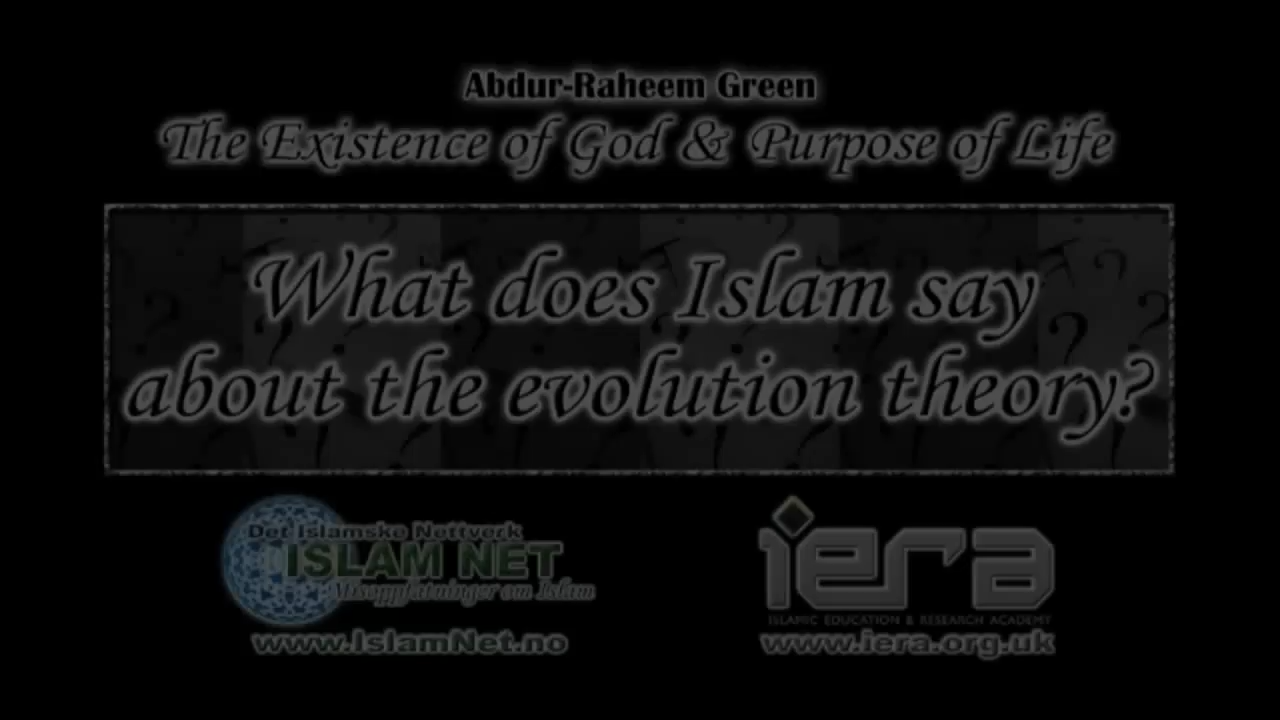 Abdur-Raheem Green
The Existence of God & Purpose of Life
What does Islam say
about the evolution theory?
Det Islamske Nettverk
ISLAM NET
Misoppfatninger om Islam
www.IslamNet.no
iera
ISLAMIC EDUCATION & RESEARCH ACADEMY
www.iera.org.uk